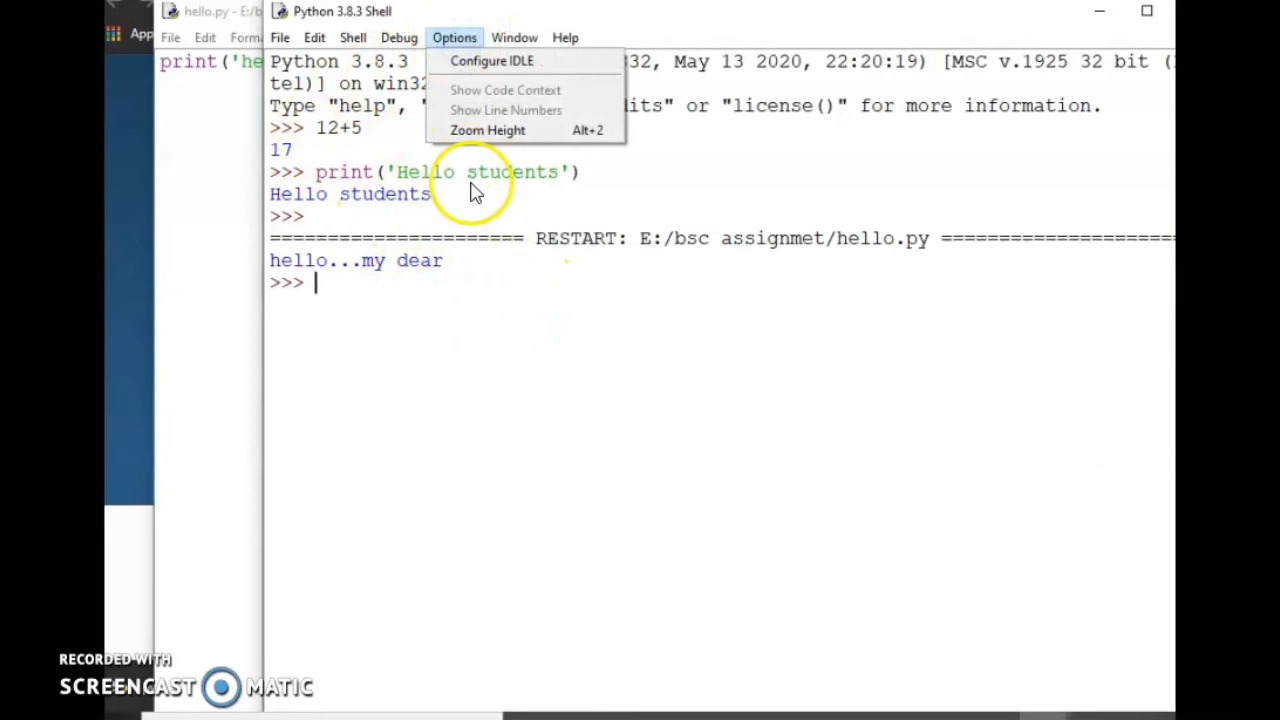 App
hello.py - E:/b
File Edit Form
print('he
Python 3.8.3 Shell
File Edit Shell Debug Options Window Help
Python 3.8.3 32, May 13 2020, 22:20:19) [MSC v.1925 32 bit (
tel)] on win32
Type "help", " its" or "license()" for more information.
>>> 12+5
17
>>> print('Hello students')
Hello students
>>>
====================== RESTART: E:/bsc assignmet/hello.py ====================
hello...my dear
>>>
Configure IDLE
Show Code Context
Show Line Numbers
Zoom Height Alt+2
RECORDED WITH
SCREENCAST MATIC